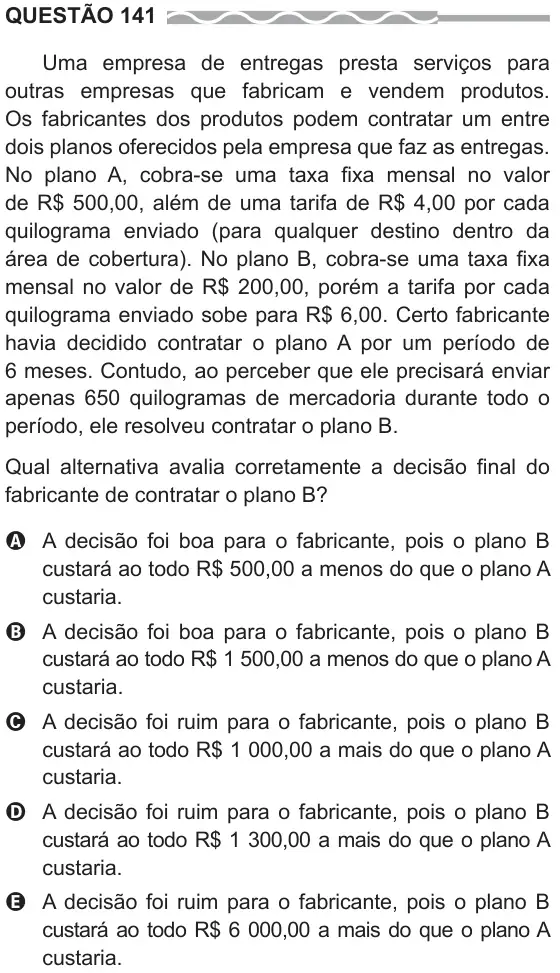 QUESTÃO 141
Uma empresa de entregas presta serviços para
outras empresas que fabricam e vendem produtos.
Os fabricantes dos produtos podem contratar um entre
dois planos oferecidos pela empresa que faz as entregas.
No plano A, cobra-se uma taxa fixa mensal no valor
de R$ 500,00, além de uma tarifa de R$ 4,00 por cada
quilograma enviado (para qualquer destino dentro da
área de cobertura). No plano B, cobra-se uma taxa fixa
mensal no valor de R$ 200,00, porém a tarifa por cada
quilograma enviado sobe para R$ 6,00. Certo fabricante
havia decidido contratar o plano A por um período de
6 meses. Contudo, ao perceber que ele precisará enviar
apenas 650 quilogramas de mercadoria durante todo o
período, ele resolveu contratar o plano B.
Qual alternativa avalia corretamente a decisão final do
fabricante de contratar o plano B?
A A decisão foi boa para o fabricante, pois o plano B
custará ao todo R$ 500,00 a menos do que o plano A
custaria.
B A decisão foi boa para o fabricante, pois o plano B
custará ao todo R$ 1 500,00 a menos do que o plano A
custaria.
C A decisão foi ruim para o fabricante, pois o plano B
custará ao todo R$ 1 000,00 a mais do que o plano A
custaria.
D A decisão foi ruim para o fabricante, pois o plano B
custará ao todo R$ 1 300,00 a mais do que o plano A
custaria.
E A decisão foi ruim para o fabricante, pois o plano B
custará ao todo R$ 6 000,00 a mais do que o plano A
custaria.